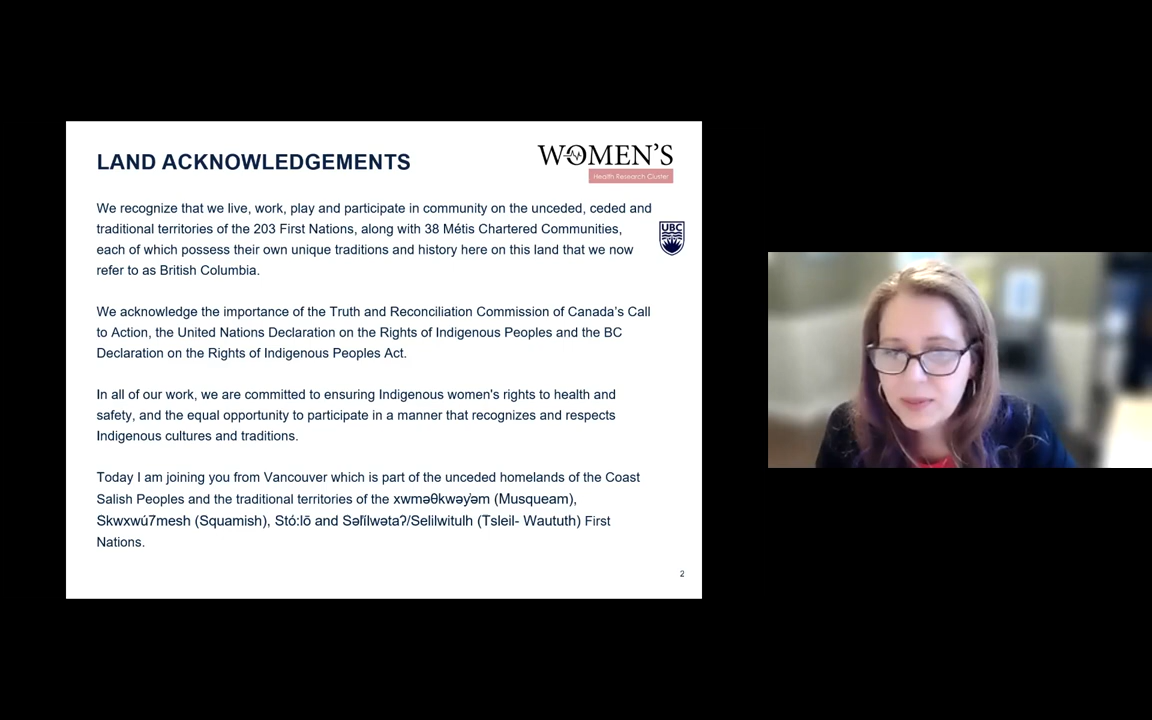 LAND ACKNOWLEDGEMENTS
WOMEN'S
Health Research Cluster
We recognize that we live, work, play and participate in community on the unceded, ceded and
traditional territories of the 203 First Nations, along with 38 Métis Chartered Communities,
each of which possess their own unique traditions and history here on this land that we now
refer to as British Columbia.
UBC
We acknowledge the importance of the Truth and Reconciliation Commission of Canada's Call
to Action, the United Nations Declaration on the Rights of Indigenous Peoples and the BC
Declaration on the Rights of Indigenous Peoples Act.
In all of our work, we are committed to ensuring Indigenous women's rights to health and
safety, and the equal opportunity to participate in a manner that recognizes and respects
Indigenous cultures and traditions.
Today I am joining you from Vancouver which is part of the unceded homelands of the Coast
Salish Peoples and the traditional territories of the xwməθkwəy̓əm (Musqueam),
Skwxwú7mesh (Squamish), Stó:lō and Səl̓ílwətaʔ/Selilwitulh (Tsleil- Waututh) First
Nations.
2